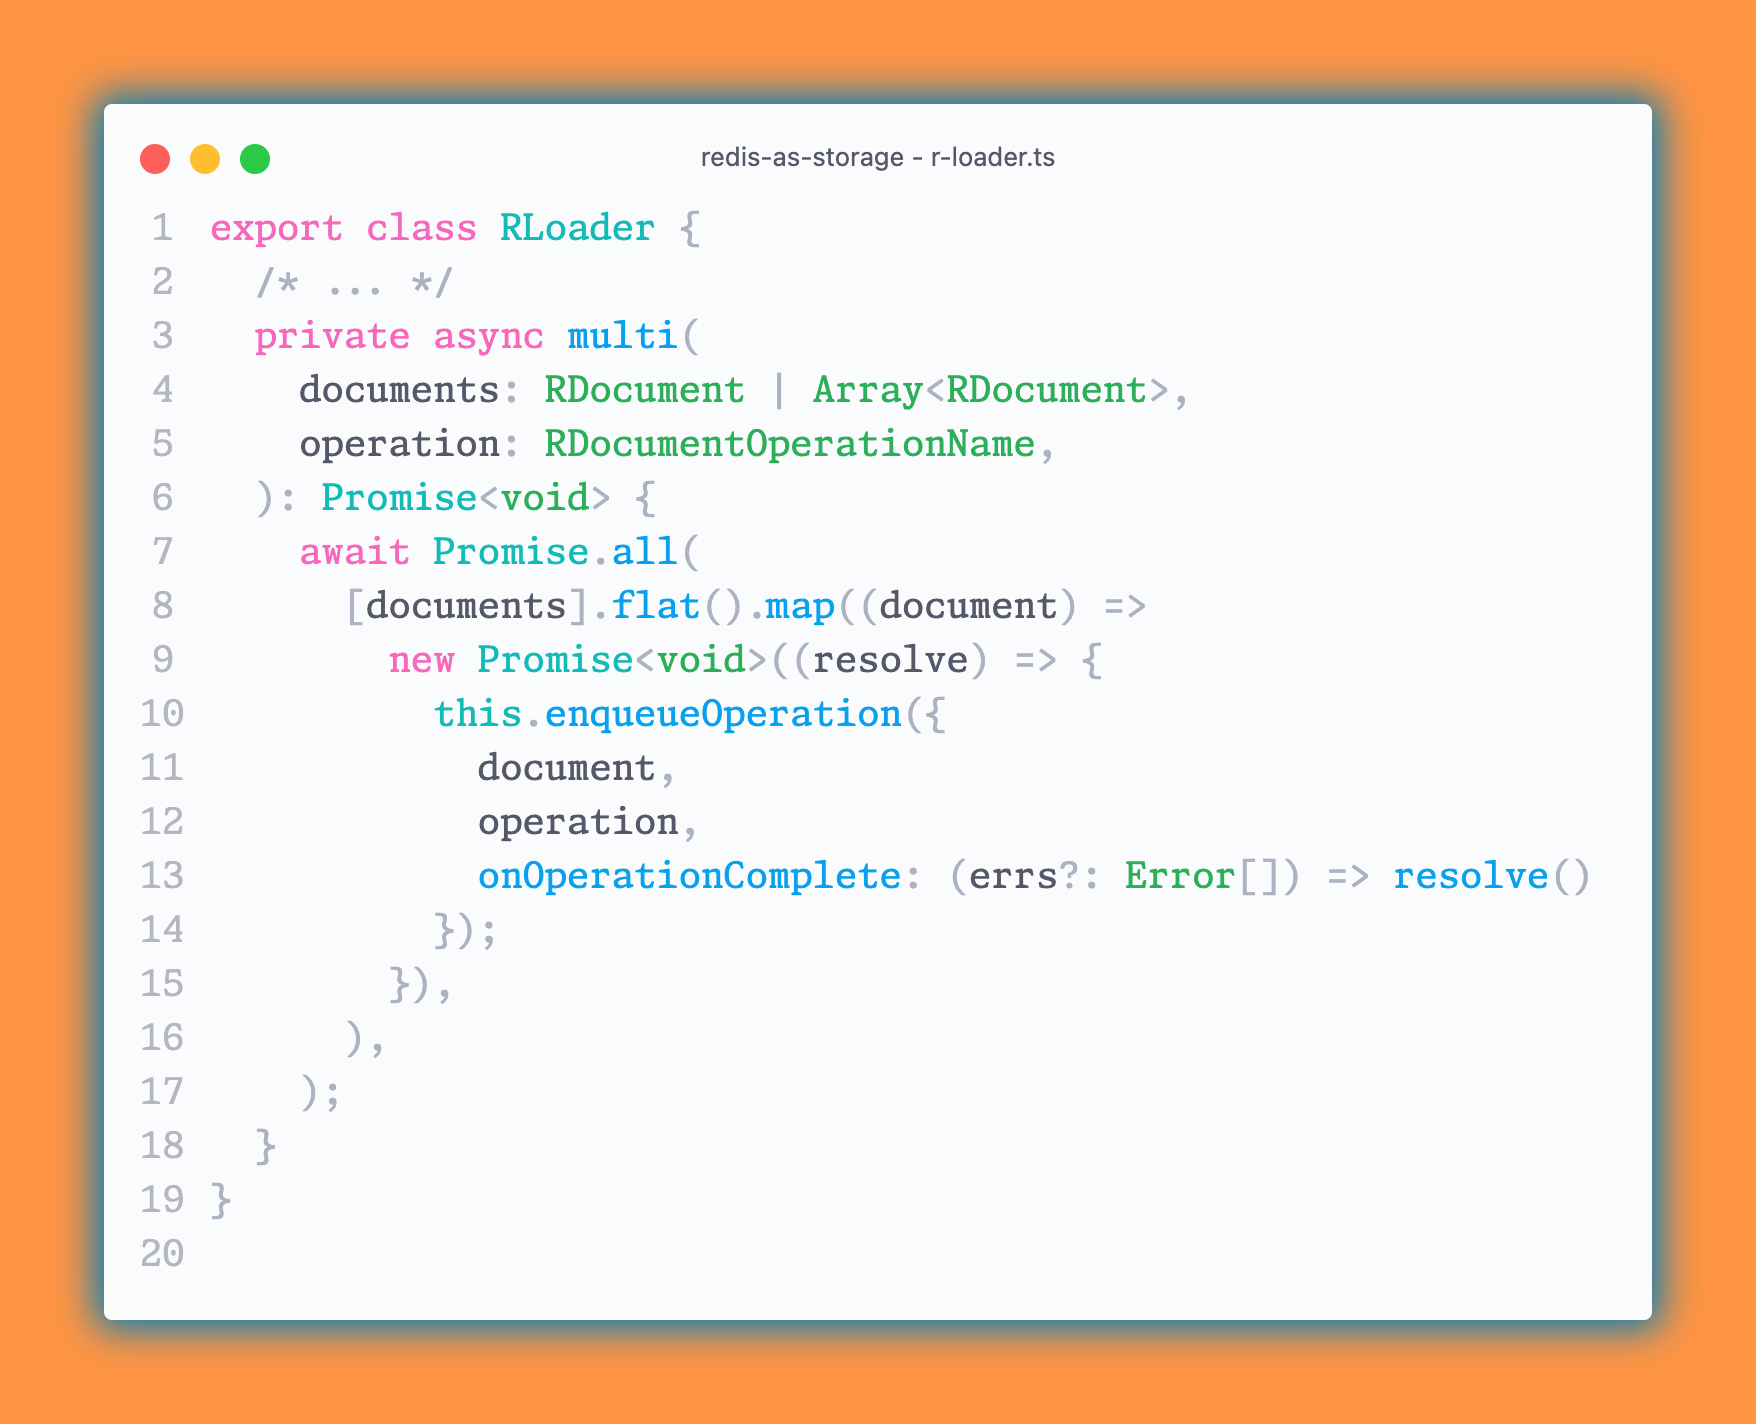 redis-as-storage - r-loader.ts
1 export class RLoader {
2   /* ... */
3   private async multi(
4     documents: RDocument | Array<RDocument>,
5     operation: RDocumentOperationName,
6   ): Promise<void> {
7     await Promise.all(
8       [documents].flat().map((document) =>
9         new Promise<void>((resolve) => {
10           this.enqueueOperation({
11             document,
12             operation,
13             onOperationComplete: (errs?: Error[]) => resolve()
14           });
15         }),
16       ),
17     );
18   }
19 }
20